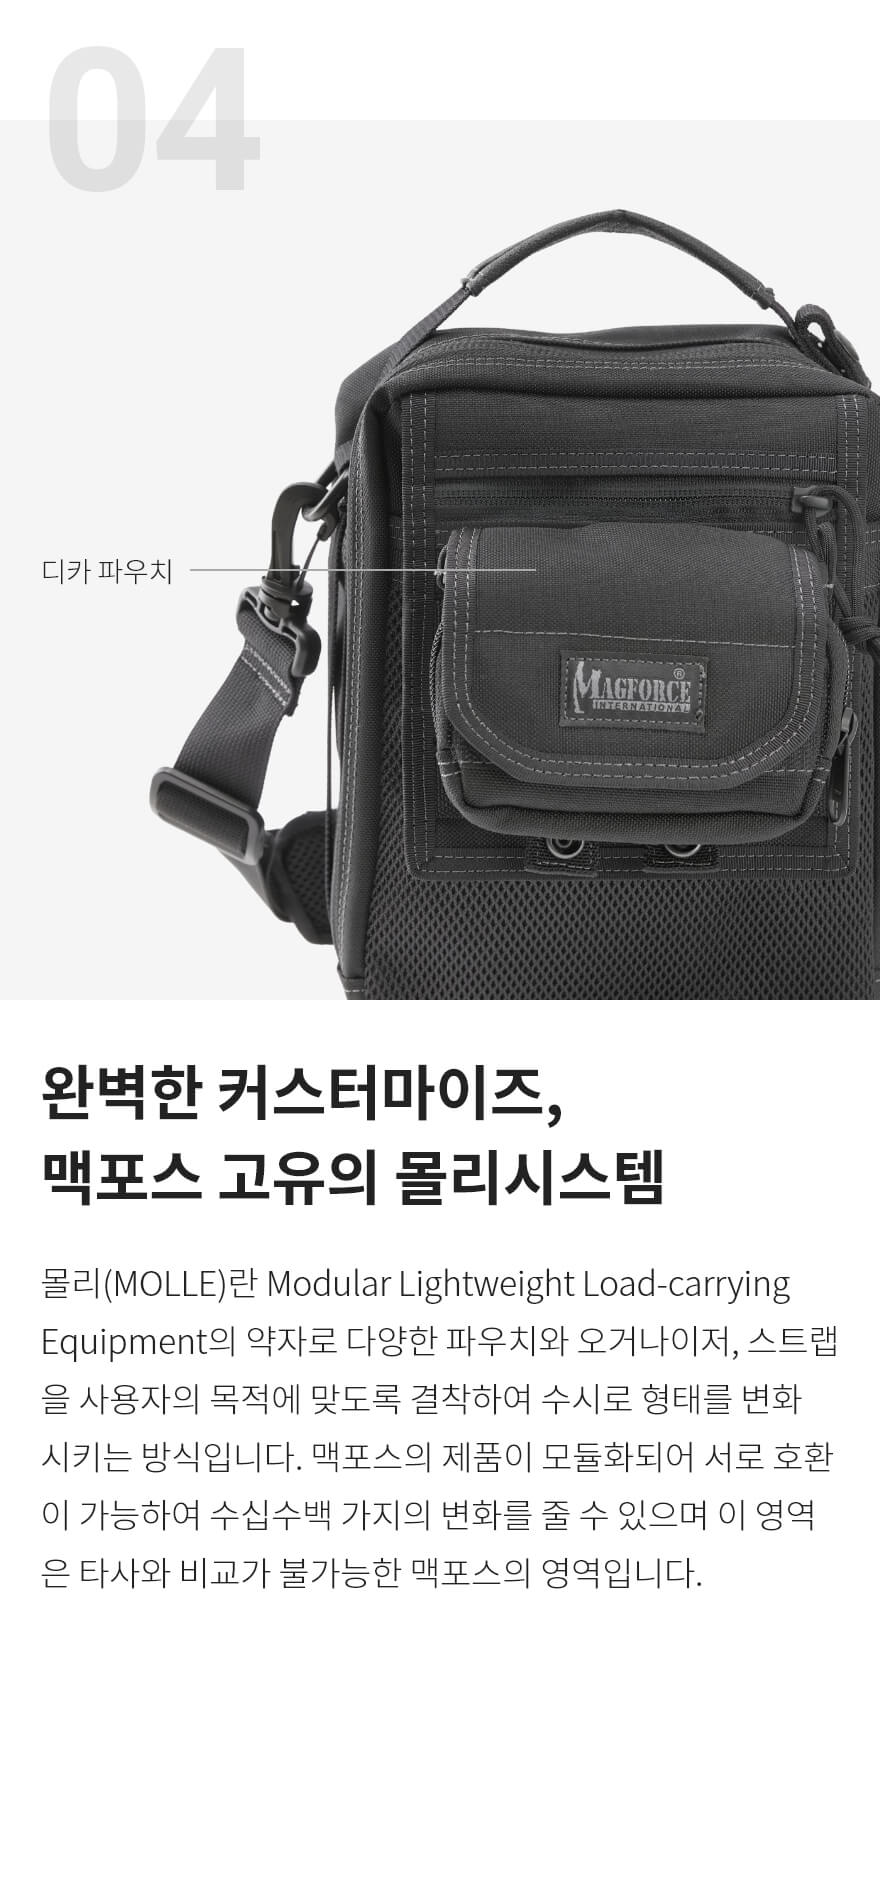 04
디카 파우치
MAGFORCE®
INTERNATIONAL
완벽한 커스터마이즈,
맥포스 고유의 몰리시스템
몰리(MOLLE)란 Modular Lightweight Load-carrying
Equipment의 약자로 다양한 파우치와 오거나이저, 스트랩
을 사용자의 목적에 맞도록 결착하여 수시로 형태를 변화
시키는 방식입니다. 맥포스의 제품이 모듈화되어 서로 호환
이 가능하여 수십수백 가지의 변화를 줄 수 있으며 이 영역
은 타사와 비교가 불가능한 맥포스의 영역입니다.